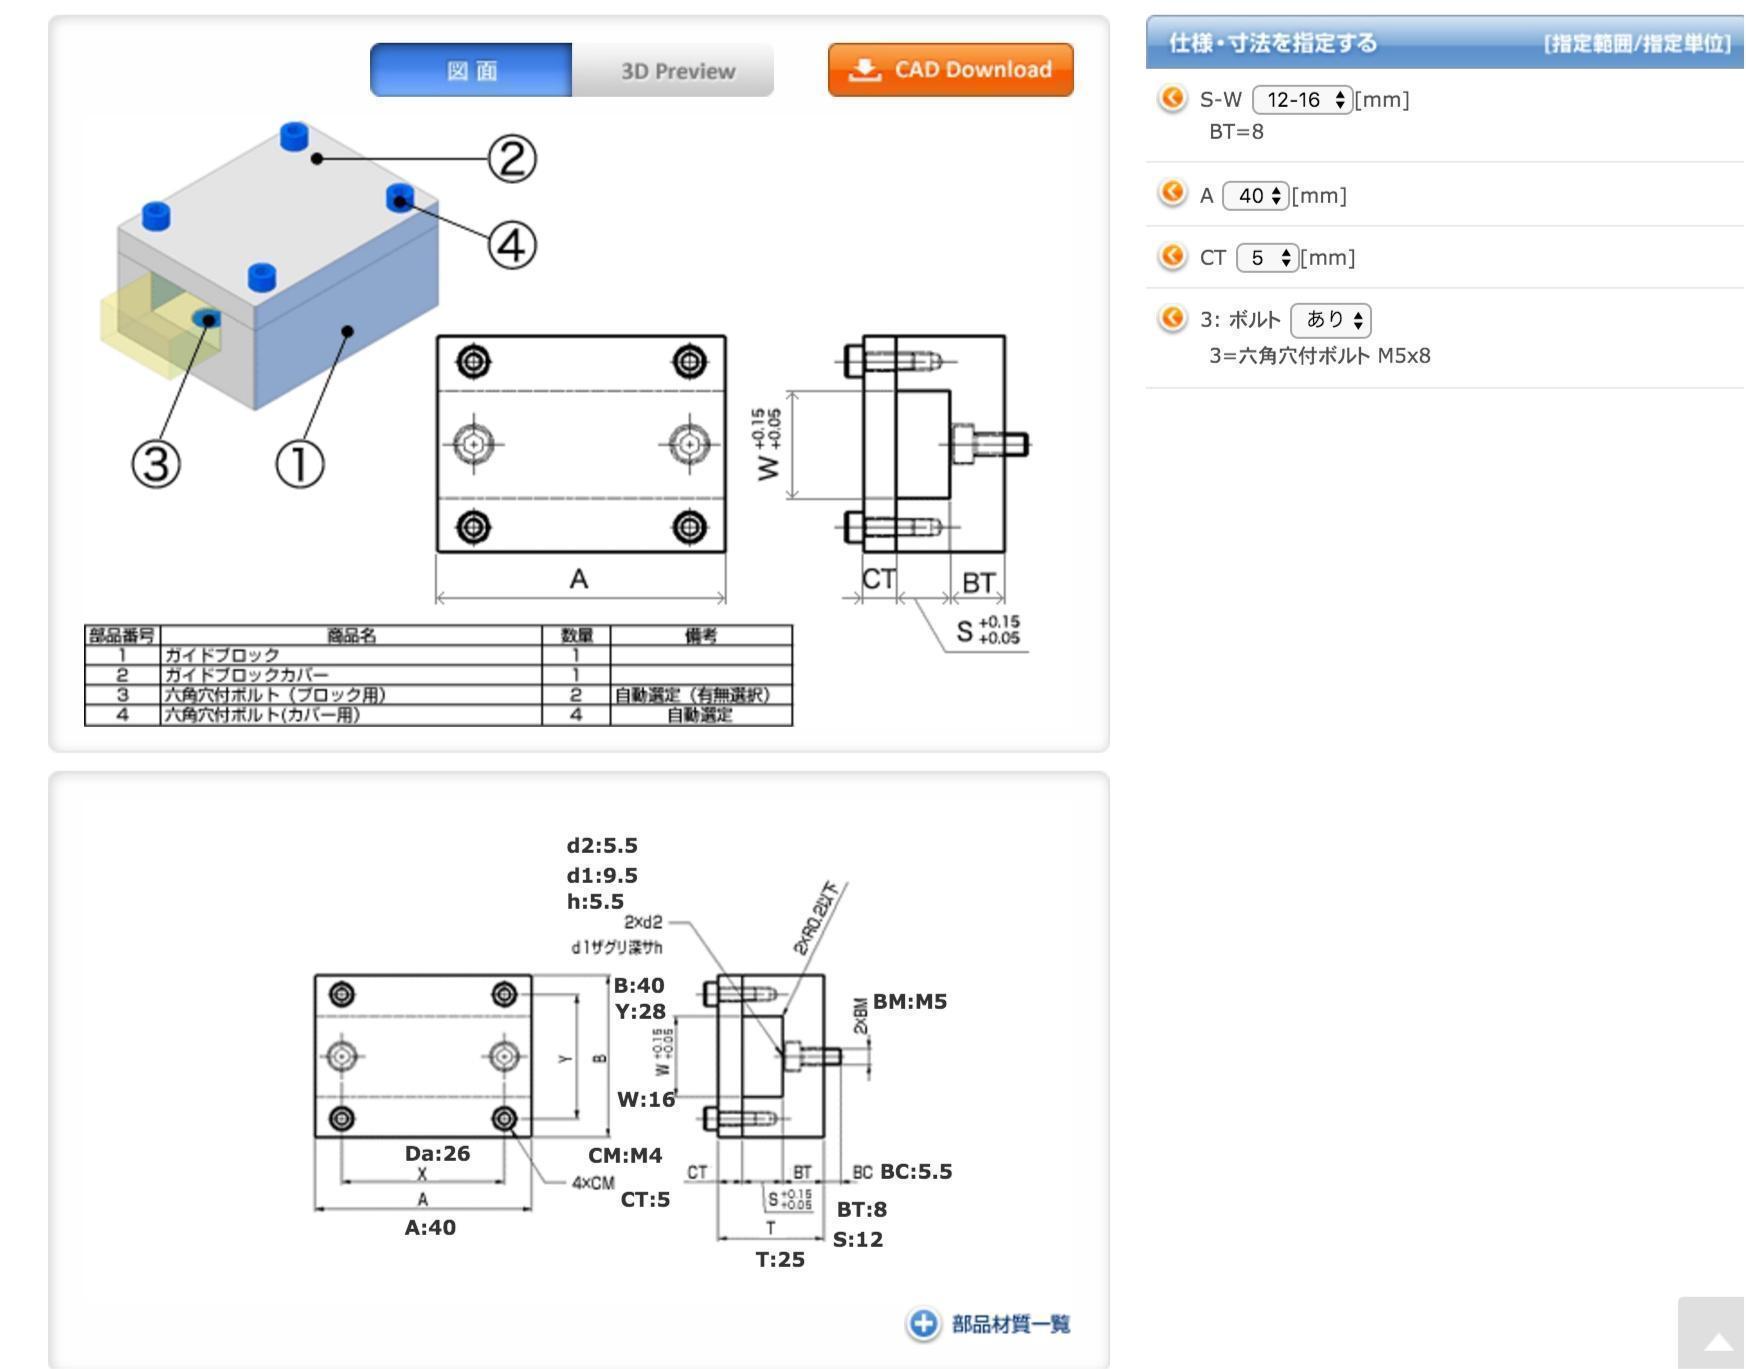 図 面
3D Preview
CAD Download
②
④
③
①
W +0.15 +0.05
A
CT
BT
S +0.15 +0.05
部品番号 商品名 数量 備考
1 ガイドブロック 1
2 ガイドブロックカバー 1
3 六角穴付ボルト（ブロック用） 2 自動選定（有無選択）
4 六角穴付ボルト(カバー用) 4 自動選定
仕様・寸法を指定する [指定範囲/指定単位]
S-W 12-16 [mm]
BT=8
A 40 [mm]
CT 5 [mm]
3: ボルト あり
3=六角穴付ボルト M5x8
d2:5.5
d1:9.5
h:5.5
2×d2
d1ザグリ深サh
2×R0.2以下
B:40
Y:28
Y
B
W +0.15 +0.05
W:16
2×BM
BM:M5
Da:26
X
A
A:40
CM:M4
4×CM
CT:5
CT
BT
BC
BC:5.5
S +0.15 +0.05
BT:8
T
S:12
T:25
部品材質一覧